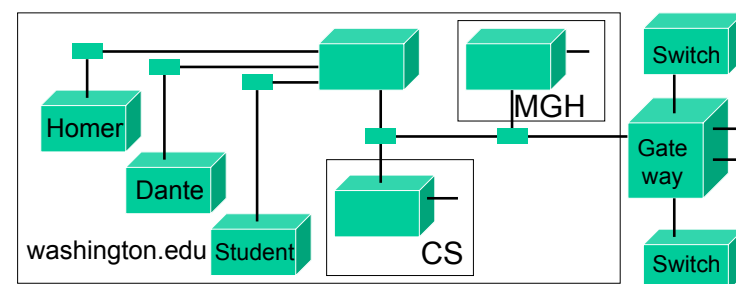 Switch
MGH
Homer
Gate
way
Dante
washington.edu
Student
CS
Switch